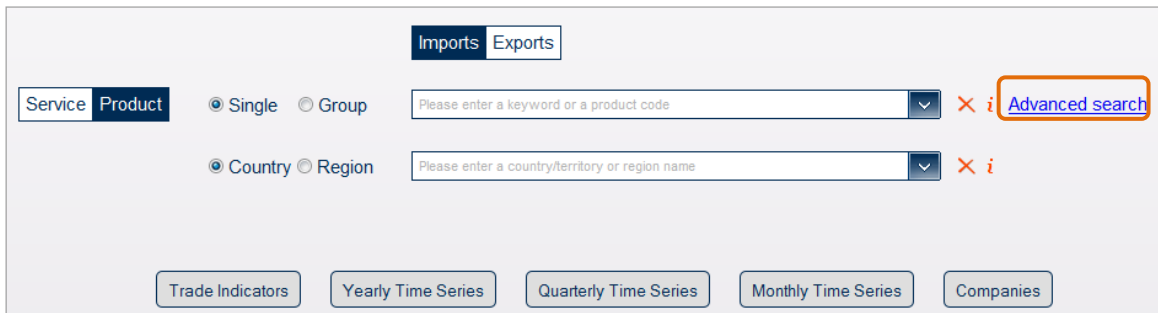 Imports Exports
Service Product Single Group Please enter a keyword or a product code i Advanced search
Country Region Please enter a country/territory or region name i
Trade Indicators Yearly Time Series Quarterly Time Series Monthly Time Series Companies